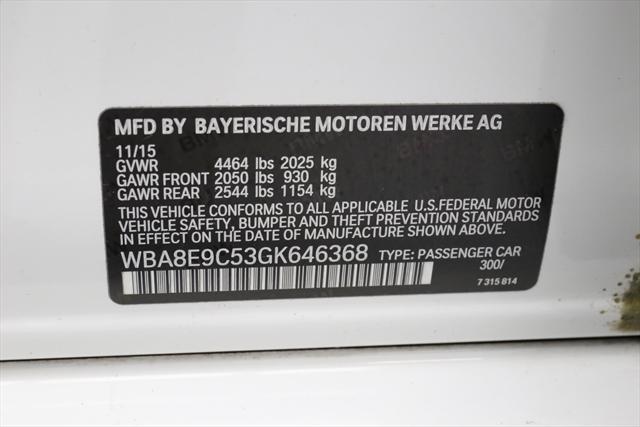 MFD BY BAYERISCHE MOTOREN WERKE AG
11/15
GVWR 4464 lbs 2025 kg
GAWR FRONT 2050 lbs 930 kg
GAWR REAR 2544 lbs 1154 kg
THIS VEHICLE CONFORMS TO ALL APPLICABLE U.S.FEDERAL MOTOR
VEHICLE SAFETY, BUMPER AND THEFT PREVENTION STANDARDS
IN EFFECT ON THE DATE OF MANUFACTURE SHOWN ABOVE.
WBA8E9C53GK646368 TYPE: PASSENGER CAR
300/
7 315 814